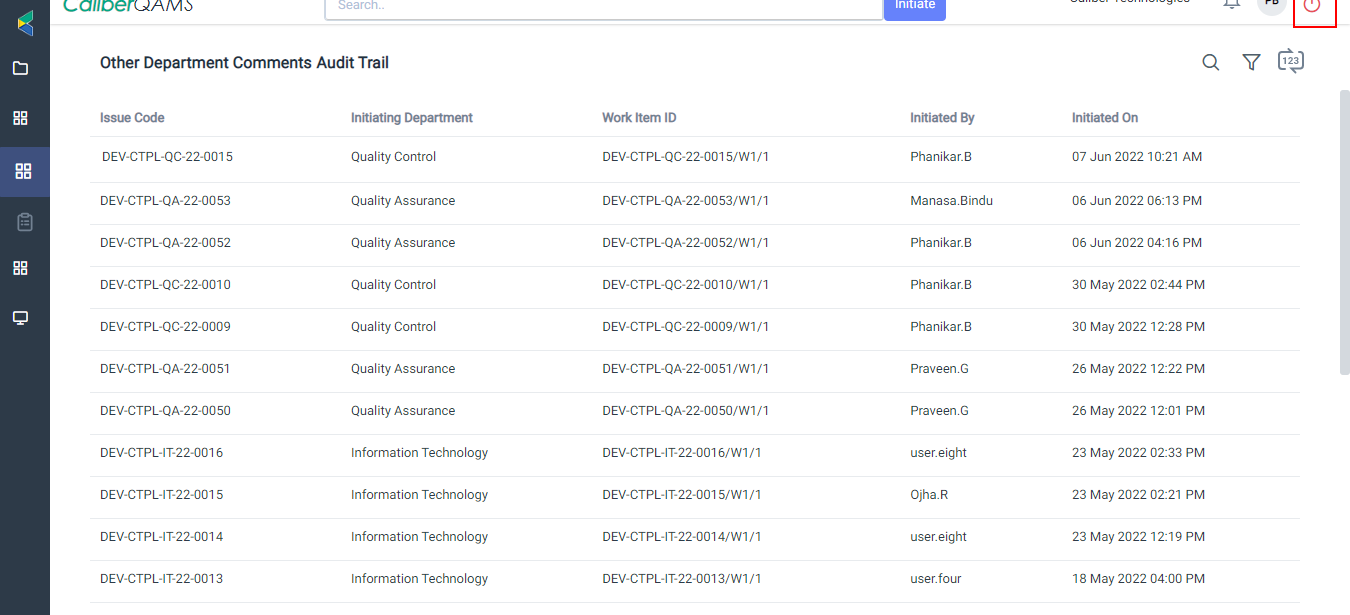 CaliberQAMS
Search.. Initiate Caliber Technologies PB
Other Department Comments Audit Trail 123
Issue Code Initiating Department Work Item ID Initiated By Initiated On
DEV-CTPL-QC-22-0015 Quality Control DEV-CTPL-QC-22-0015/W1/1 Phanikar.B 07 Jun 2022 10:21 AM
DEV-CTPL-QA-22-0053 Quality Assurance DEV-CTPL-QA-22-0053/W1/1 Manasa.Bindu 06 Jun 2022 06:13 PM
DEV-CTPL-QA-22-0052 Quality Assurance DEV-CTPL-QA-22-0052/W1/1 Phanikar.B 06 Jun 2022 04:16 PM
DEV-CTPL-QC-22-0010 Quality Control DEV-CTPL-QC-22-0010/W1/1 Phanikar.B 30 May 2022 02:44 PM
DEV-CTPL-QC-22-0009 Quality Control DEV-CTPL-QC-22-0009/W1/1 Phanikar.B 30 May 2022 12:28 PM
DEV-CTPL-QA-22-0051 Quality Assurance DEV-CTPL-QA-22-0051/W1/1 Praveen.G 26 May 2022 12:22 PM
DEV-CTPL-QA-22-0050 Quality Assurance DEV-CTPL-QA-22-0050/W1/1 Praveen.G 26 May 2022 12:01 PM
DEV-CTPL-IT-22-0016 Information Technology DEV-CTPL-IT-22-0016/W1/1 user.eight 23 May 2022 02:33 PM
DEV-CTPL-IT-22-0015 Information Technology DEV-CTPL-IT-22-0015/W1/1 Ojha.R 23 May 2022 02:21 PM
DEV-CTPL-IT-22-0014 Information Technology DEV-CTPL-IT-22-0014/W1/1 user.eight 23 May 2022 12:19 PM
DEV-CTPL-IT-22-0013 Information Technology DEV-CTPL-IT-22-0013/W1/1 user.four 18 May 2022 04:00 PM